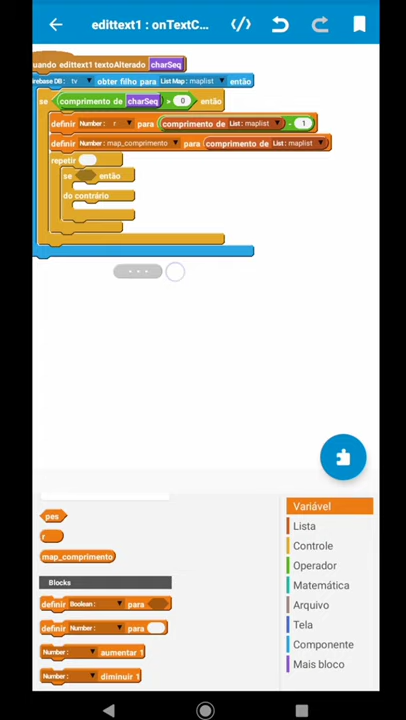 edittext1 : onTextC...
uando edittext1 textoAlterado charSeq
irebase DB : tv obter filho para List Map: maplist então
se comprimento de charSeq > 0 então
definir Number : r para comprimento de List : maplist - 1
definir Number : map_comprimento para comprimento de List : maplist
repetir
se então
do contrário
pes
r
map_comprimento
Blocks
definir Boolean : para
definir Number : para
Number : aumentar 1
Number : diminuir 1
Variável
Lista
Controle
Operador
Matemática
Arquivo
Tela
Componente
Mais bloco